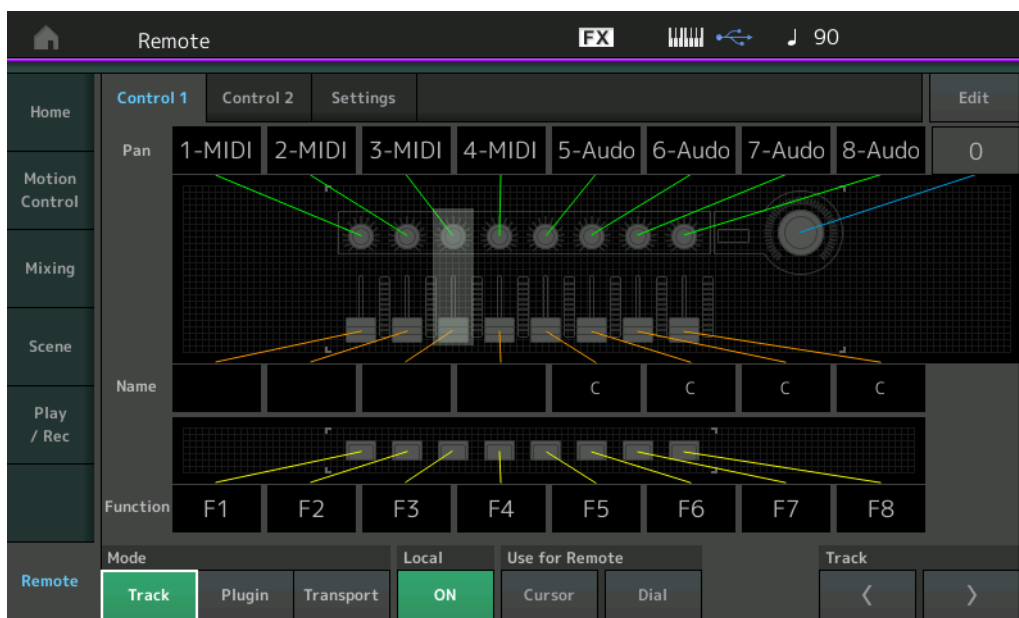 Remote FX 90
Home
Motion
Control
Mixing
Scene
Play
/ Rec
Remote
Control 1 Control 2 Settings Edit
Pan 1-MIDI 2-MIDI 3-MIDI 4-MIDI 5-Audo 6-Audo 7-Audo 8-Audo 0
Name C C C C
Function F1 F2 F3 F4 F5 F6 F7 F8
Mode Local Use for Remote Track
Track Plugin Transport ON Cursor Dial 〈 〉